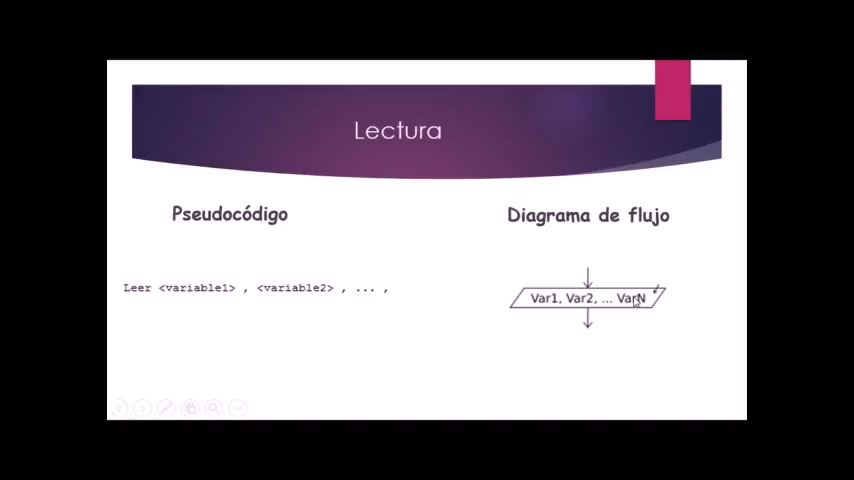 Lectura
Pseudocódigo
Diagrama de flujo
Leer <variable1> , <variable2> , ... ,
Var1, Var2, ... VarN